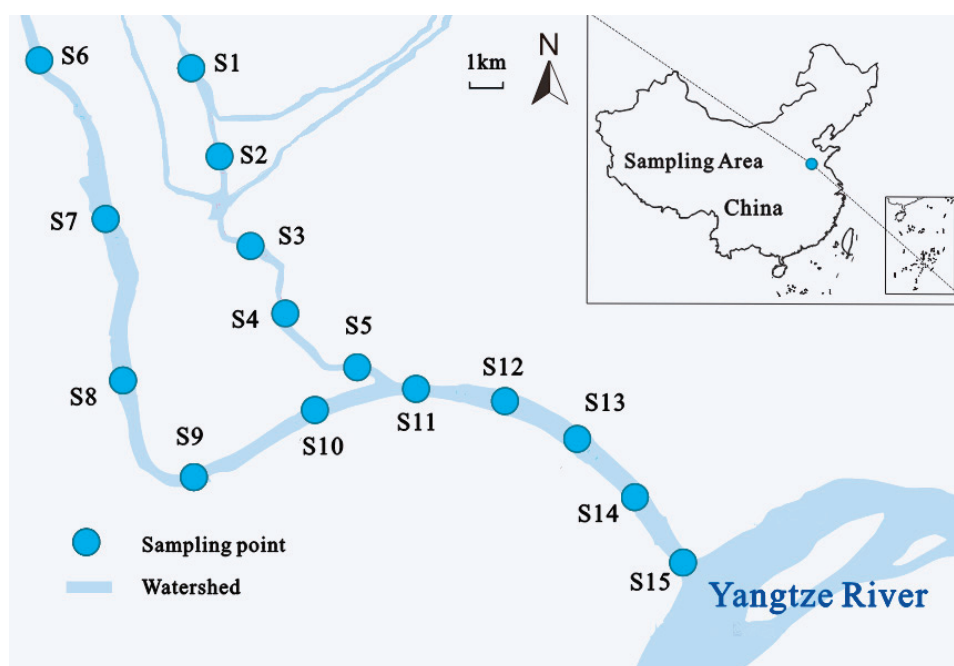 S6
S1
1km
N
S2
Sampling Area
China
S7
S3
S4
S5
S8
S12
S13
S11
S10
S9
S14
Sampling point
S15
Watershed
Yangtze River